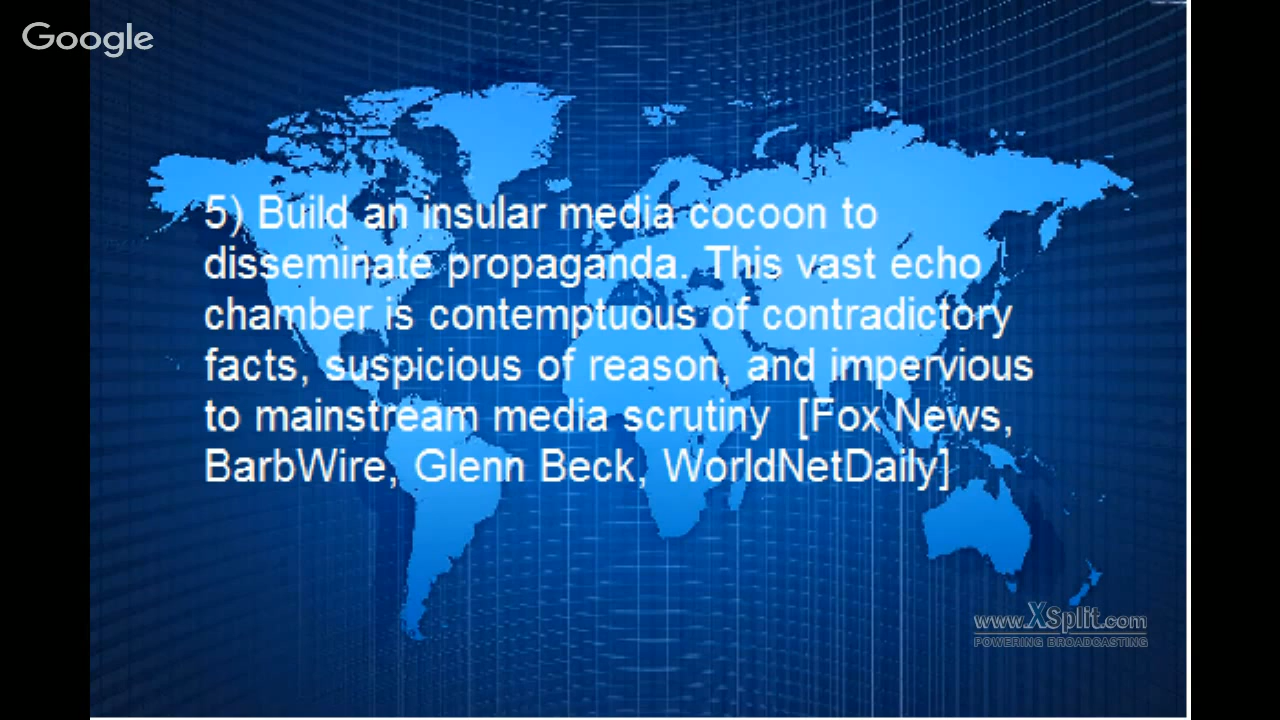 Google
5) Build an insular media cocoon to
disseminate propaganda. This vast echo
chamber is contemptuous of contradictory
facts, suspicious of reason, and impervious
to mainstream media scrutiny  [Fox News,
BarbWire, Glenn Beck, WorldNetDaily]
www.XSplit.com
POWERING BROADCASTING